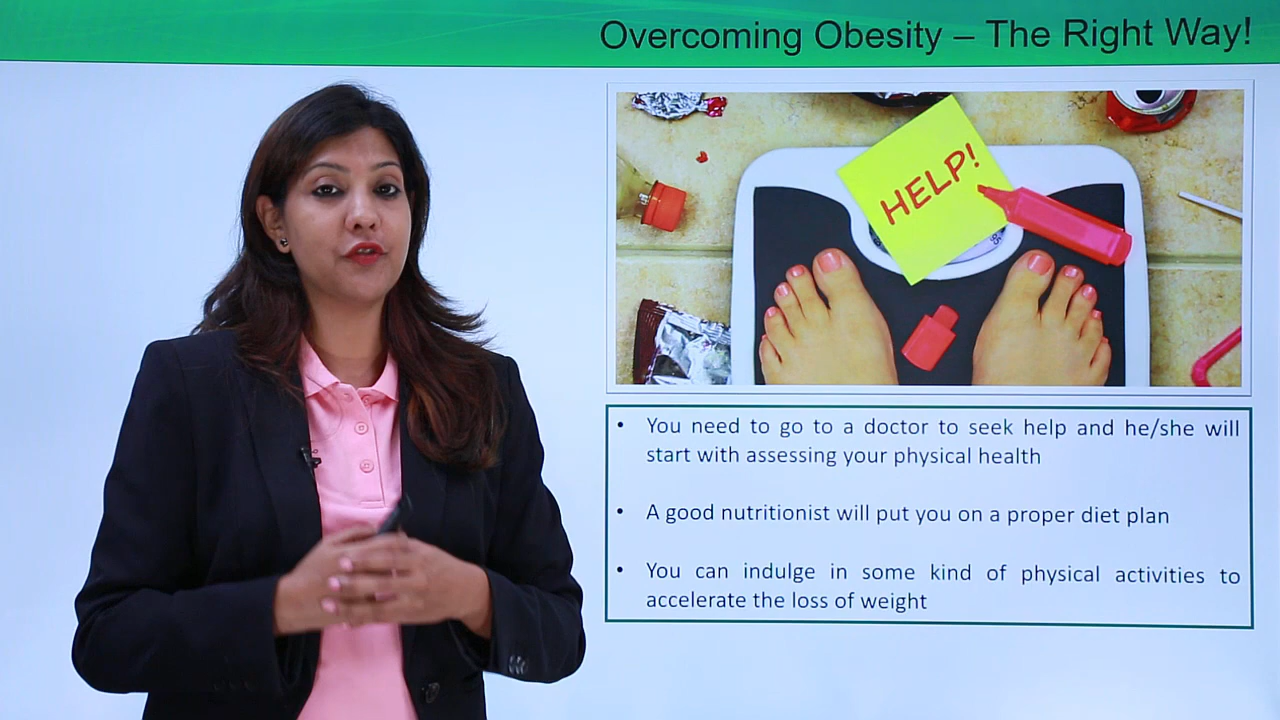 Overcoming Obesity – The Right Way!
HELP!
• You need to go to a doctor to seek help and he/she will
start with assessing your physical health
• A good nutritionist will put you on a proper diet plan
• You can indulge in some kind of physical activities to
accelerate the loss of weight